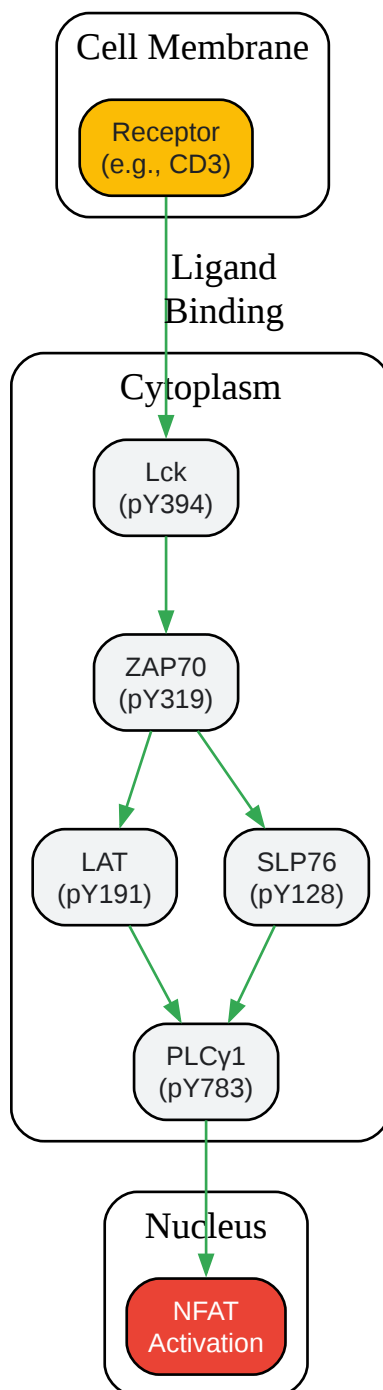 Cell Membrane
Receptor
(e.g., CD3)
Ligand
Binding
Cytoplasm
Lck
(pY394)
ZAP70
(pY319)
LAT
(pY191)
SLP76
(pY128)
PLCγ1
(pY783)
Nucleus
NFAT
Activation